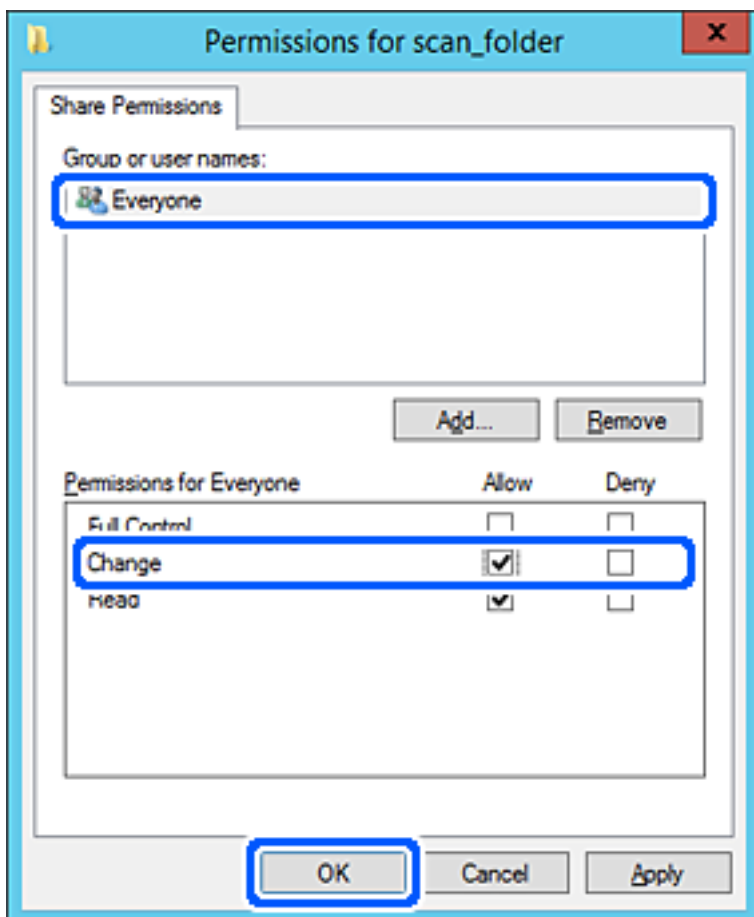 Permissions for scan_folder
x
Share Permissions
Group or user names:
Everyone
Add... Remove
Permissions for Everyone Allow Deny
Full Control
Change
Read
OK Cancel Apply